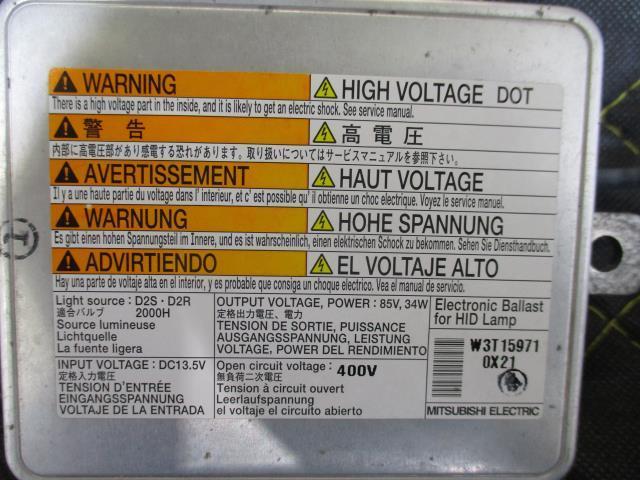 WARNING HIGH VOLTAGE DOT
There is a high voltage part in the inside, and it is likely to get an electric shock. See service manual.
警告 高電圧
内部に高電圧部があり感電する恐れがあります。取り扱いについてはサービスマニュアルを参照下さい。
AVERTISSEMENT HAUT VOLTAGE
Il y a une haute partie du voltage dans l' intérieur, et c' est possible qu' il obtienne un choc électrique. Voyez le service manuel.
WARNUNG HOHE SPANNUNG
Es gibt einen hohen Spannungsteil im Innere, und es ist wahrscheinlich, einen elektrischen Schock zu bekommen. Sehen Sie Diensthandbuch.
ADVIRTIENDO EL VOLTAJE ALTO
Hay una parte de voltaje alta en el interior, y es probable que consigue un choque eléctrico. Vea el manual de servicio.
Light source : D2S · D2R
適合バルブ 2000H
Source lumineuse
Lichtquelle
La fuente ligera
OUTPUT VOLTAGE, POWER : 85V, 34W
定格出力電圧、電力
TENSION DE SORTIE, PUISSANCE
AUSGANGSSPANNUNG, LEISTUNG
VOLTAGE, POWER DEL RENDIMIENTO
Electronic Ballast
for HID Lamp
W3T15971
0X21
MITSUBISHI ELECTRIC
INPUT VOLTAGE : DC13.5V
定格入力電圧
TENSION D'ENTRÉE
EINGANGSSPANNUNG
VOLTAJE DE LA ENTRADA
Open circuit voltage : 400V
無負荷二次電圧
Tension à circuit ouvert
Leerlaufspannung
el voltaje el circuito abierto